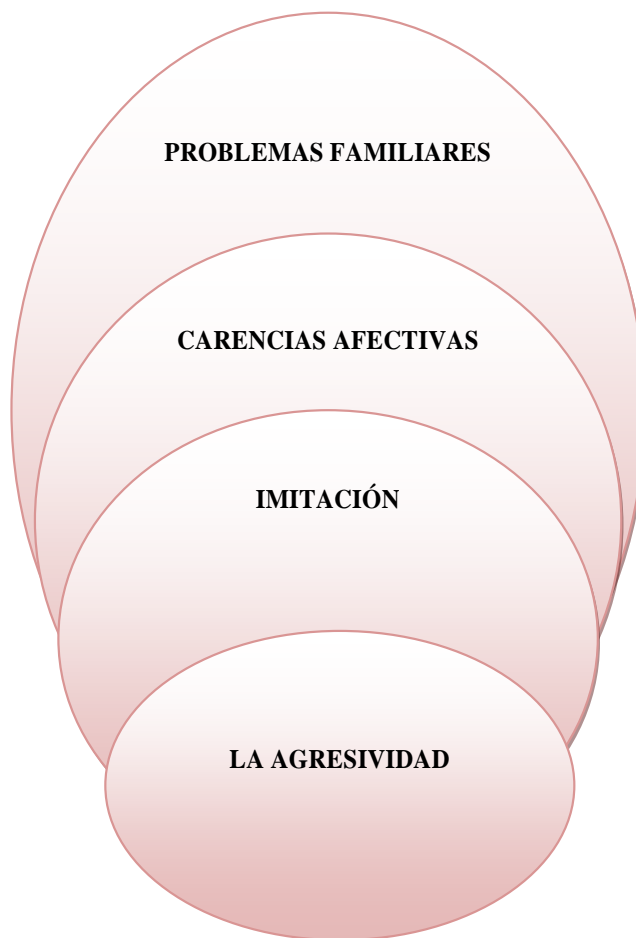 PROBLEMAS FAMILIARES
CARENCIAS AFECTIVAS
IMITACIÓN
LA AGRESIVIDAD